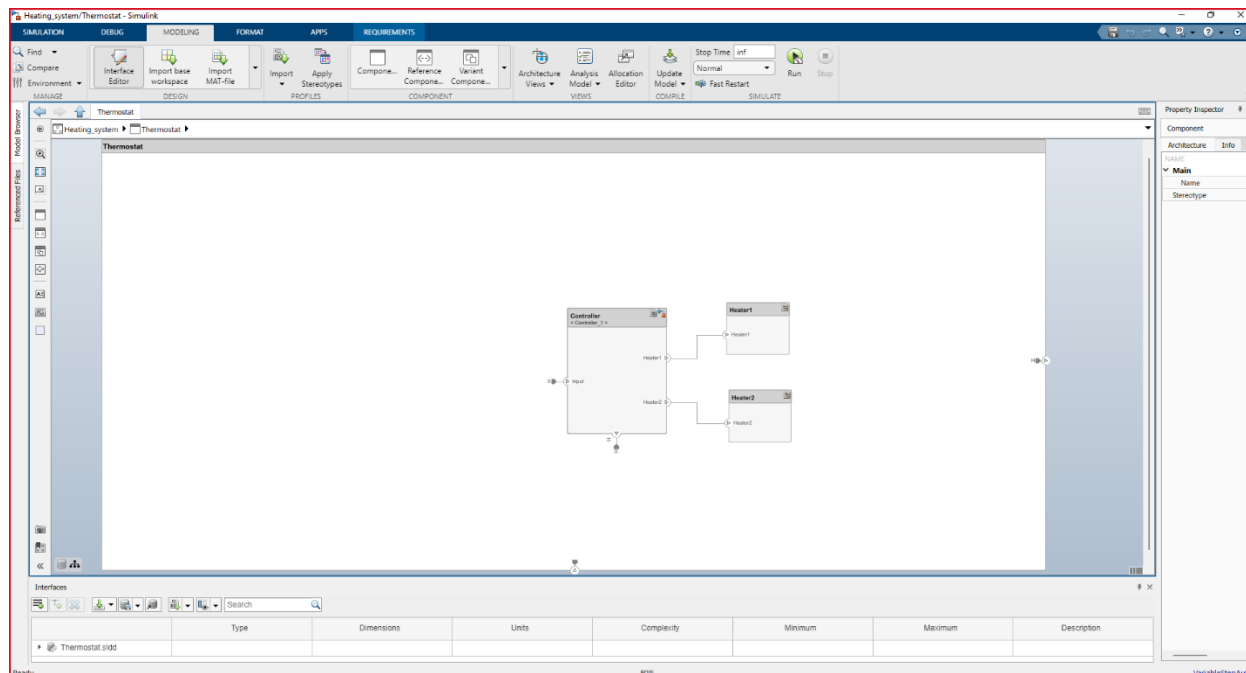 Heating_system/Thermostat - Simulink
SIMULATION DEBUG MODELING FORMAT APPS REQUIREMENTS
Find
Compare
Environment
MANAGE
Interface Editor
Import base workspace
Import MAT-file
DESIGN
Import
Apply Stereotypes
PROFILES
Compone...
Reference Compone...
Variant Compone...
COMPONENT
Architecture Views
Analysis Model
Allocation Editor
VIEWS
Update Model
COMPILE
Stop Time inf
Normal
Fast Restart
Run
Stop
SIMULATE
Model Browser
Referenced Files
Thermostat
Heating_system Thermostat
Thermostat
Controller
< Controller_1 >
Heater1
Input
Heater2
Heater1
Heater1
Heater2
Heater2
Property Inspector
Component
Architecture Info
NAME
Main
Name
Stereotype
Interfaces
Search
Type Dimensions Units Complexity Minimum Maximum Description
Thermostat.sldd
Ready 80%